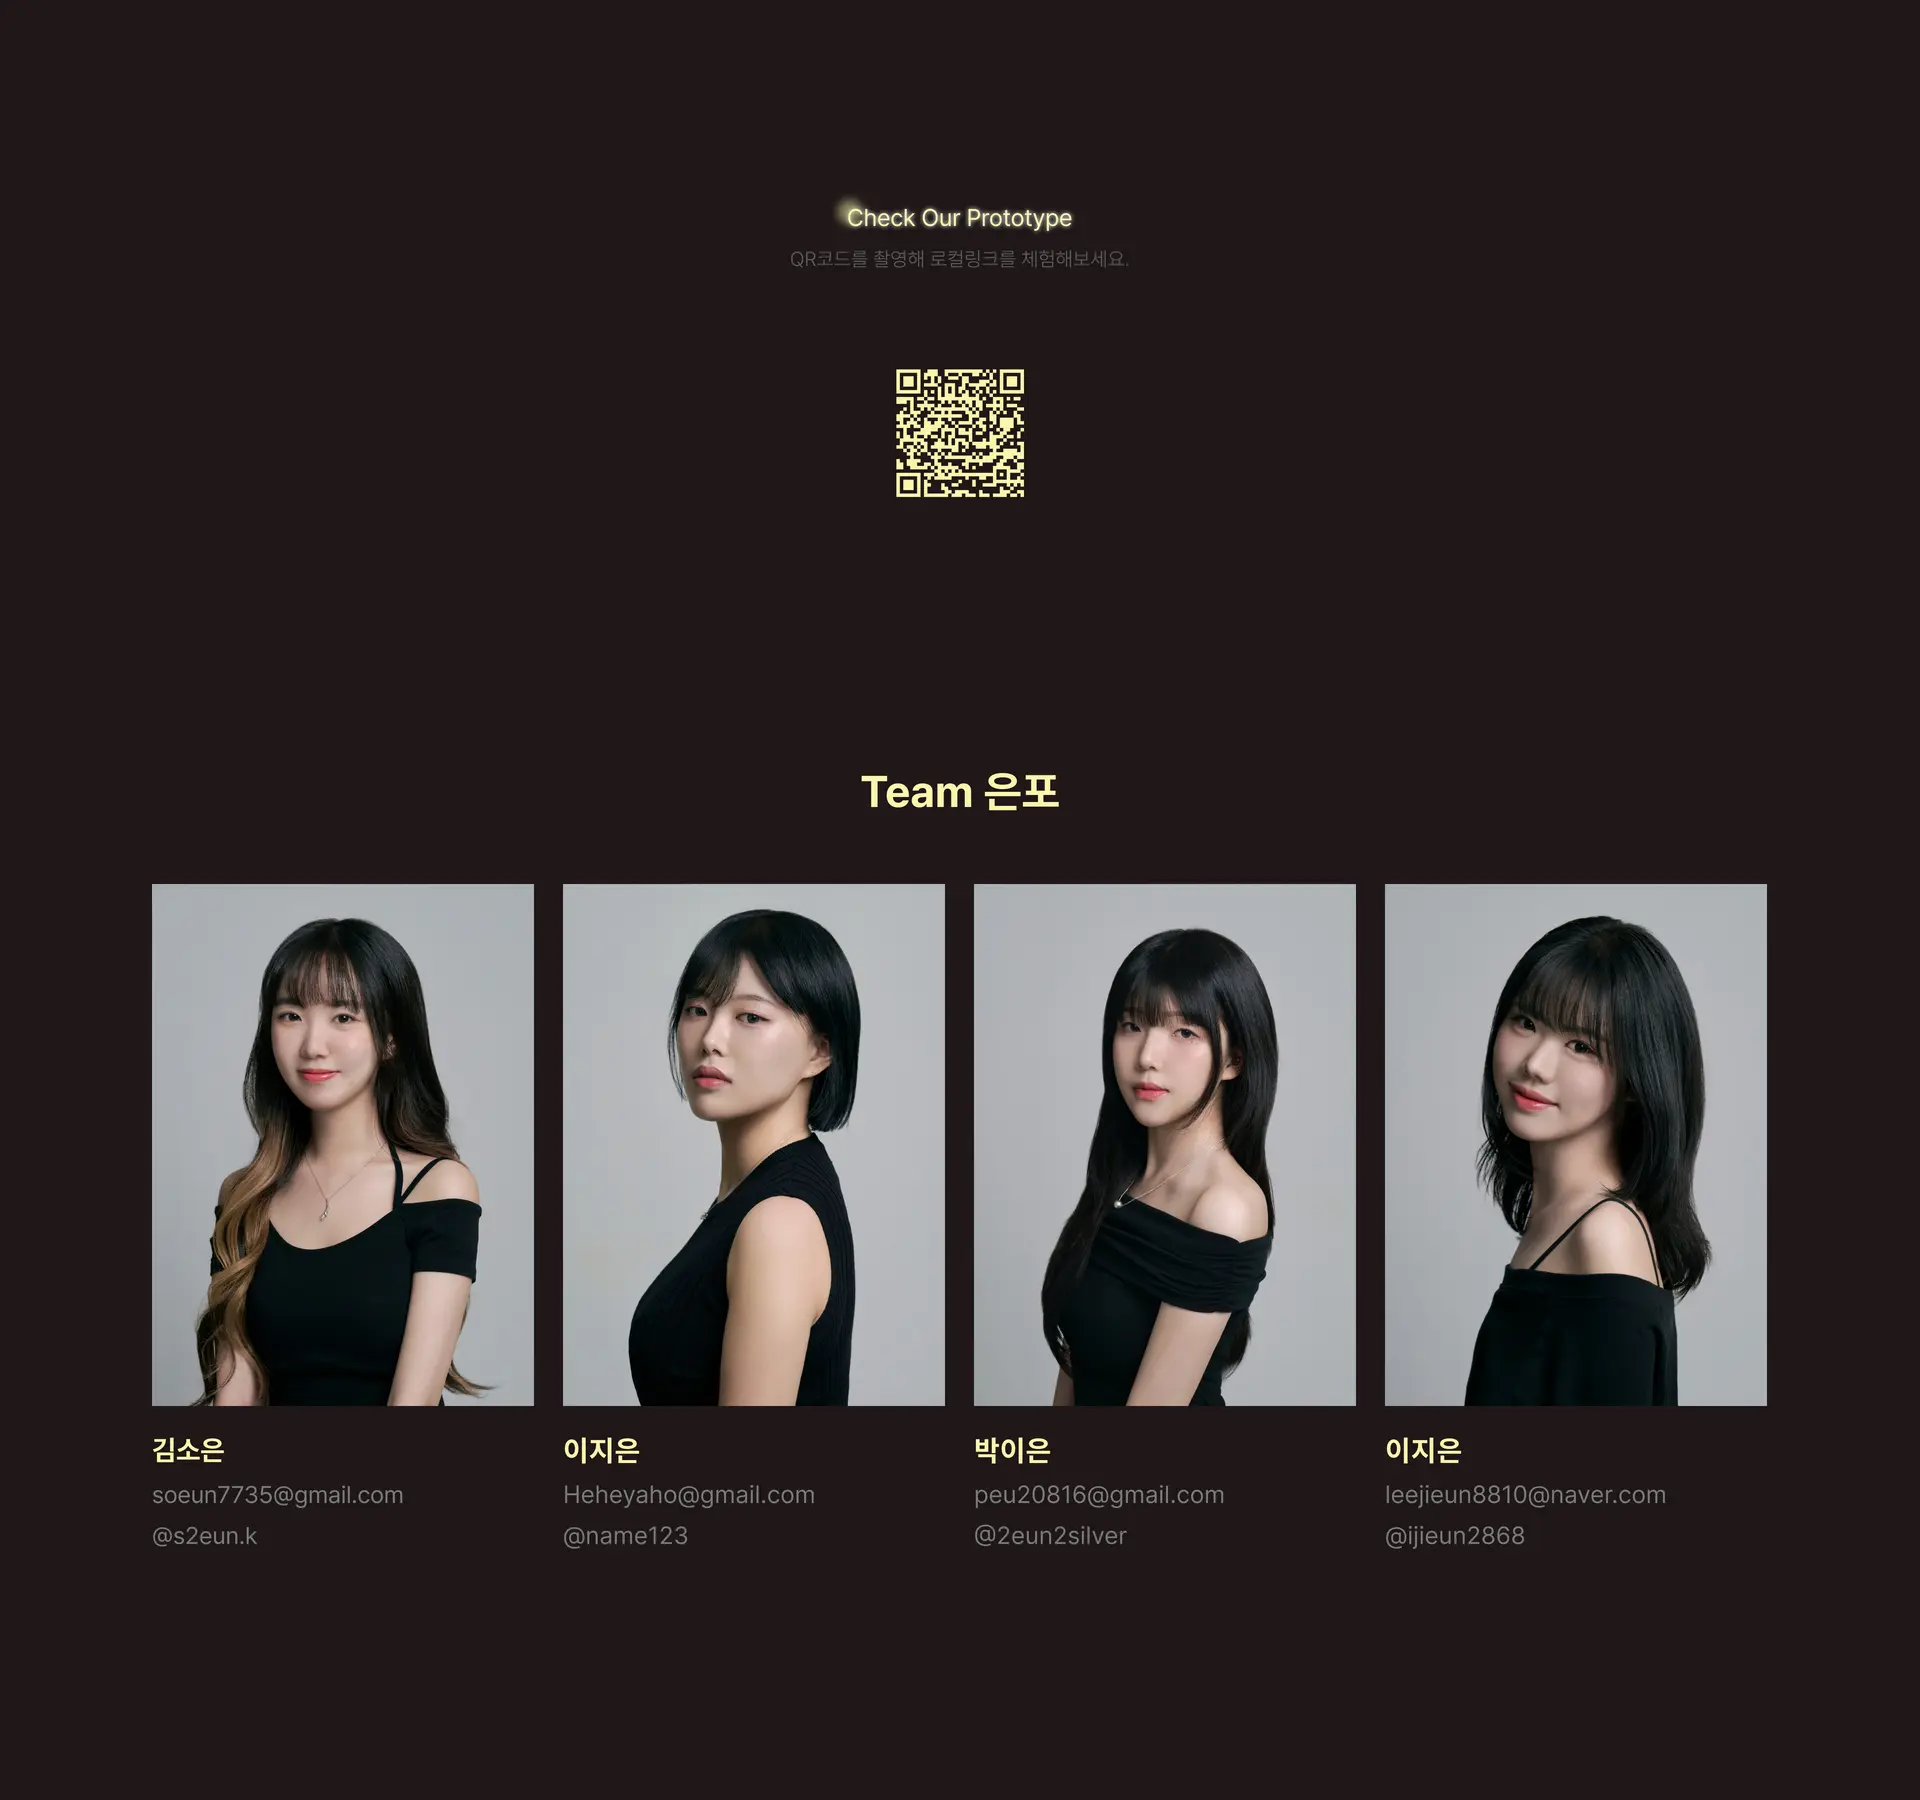 Check Our Prototype
QR코드를 촬영해 로컬링크를 체험해보세요.
Team 은포
김소은
soeun7735@gmail.com
@s2eun.k
이지은
Heheyaho@gmail.com
@name123
박이은
peu20816@gmail.com
@2eun2silver
이지은
leejieun8810@naver.com
@ijieun2868